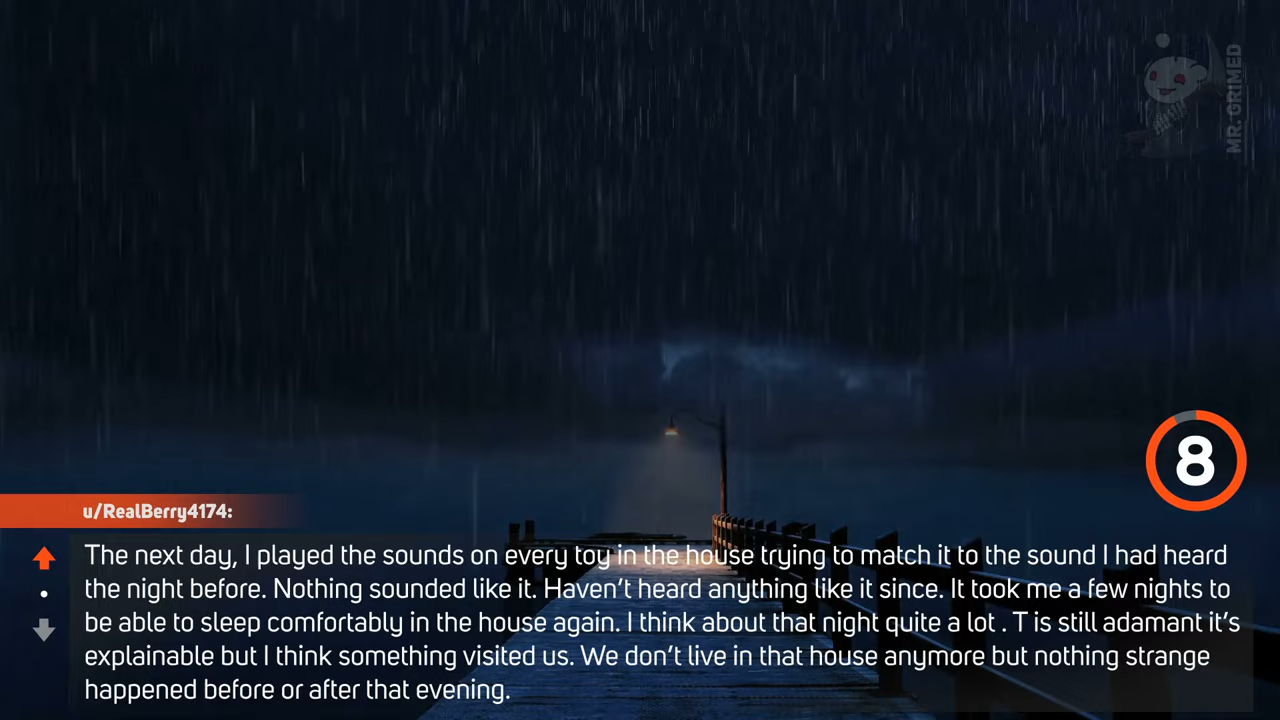 MR. GRIMED
8
u/RealBerry4174:
The next day, I played the sounds on every toy in the house trying to match it to the sound I had heard
the night before. Nothing sounded like it. Haven't heard anything like it since. It took me a few nights to
be able to sleep comfortably in the house again. I think about that night quite a lot . T is still adamant it's
explainable but I think something visited us. We don't live in that house anymore but nothing strange
happened before or after that evening.